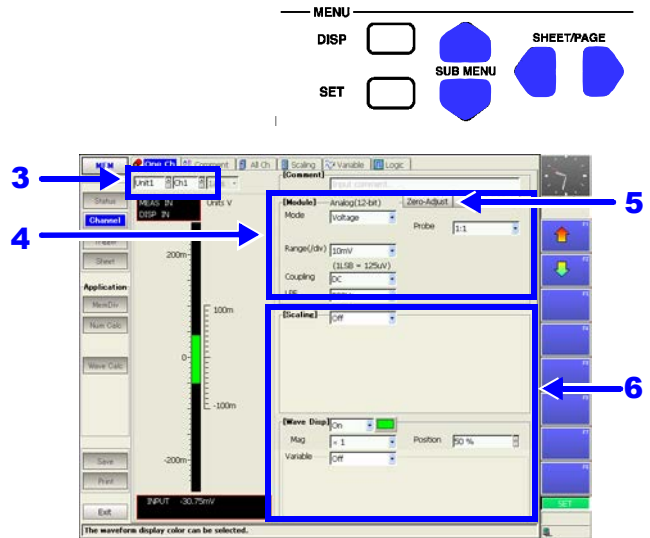 MENU
DISP
SHEET/PAGE
SUB MENU
SET
3
4
5
6
MEM
One Ch
Comment
All Ch
Scaling
Variable
Logic
Unit1
Ch1
Status
Channel
Sheet
Application
MemDiv
Num Calc
Wave Calc
Save
Print
Exit
MEAS IN
DISP IN
Units V
200m
100m
0
-100m
-200m
INPUT -30.75mV
[Comment]
Input comment
[Module] Analog(12-bit)
Zero-Adjust
Mode
Voltage
Probe
1:1
Range(/div)
10mV
(1LSB = 125uV)
Coupling
DC
LPF
[Scaling]
Off
[Wave Disp]
On
Mag
× 1
Position
50 %
Variable
Off
F1
F2
SET
The waveform display color can be selected.